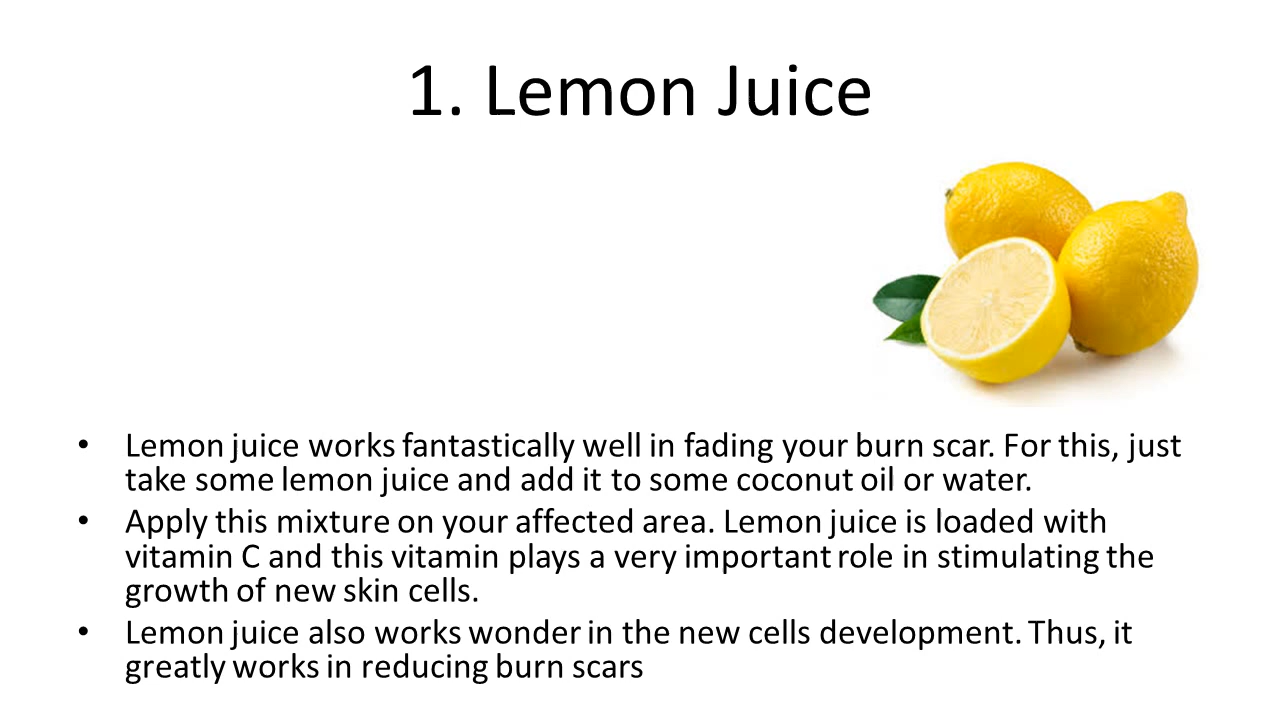 1. Lemon Juice
• Lemon juice works fantastically well in fading your burn scar. For this, just
take some lemon juice and add it to some coconut oil or water.
• Apply this mixture on your affected area. Lemon juice is loaded with
vitamin C and this vitamin plays a very important role in stimulating the
growth of new skin cells.
• Lemon juice also works wonder in the new cells development. Thus, it
greatly works in reducing burn scars